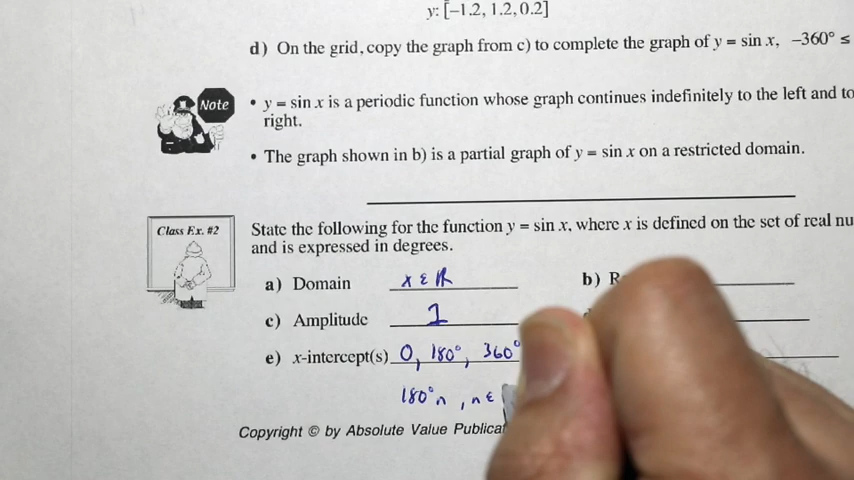 y: [−1.2, 1.2, 0.2]
d) On the grid, copy the graph from c) to complete the graph of y = sin x, −360° ≤
Note
• y = sin x is a periodic function whose graph continues indefinitely to the left and to
right.
• The graph shown in b) is a partial graph of y = sin x on a restricted domain.
Class Ex. #2
State the following for the function y = sin x, where x is defined on the set of real nu
and is expressed in degrees.
a) Domain x ε ℝ
b) R
c) Amplitude 1
e) x-intercept(s) 0, 180°, 360°
180°n, n ε
Copyright © by Absolute Value